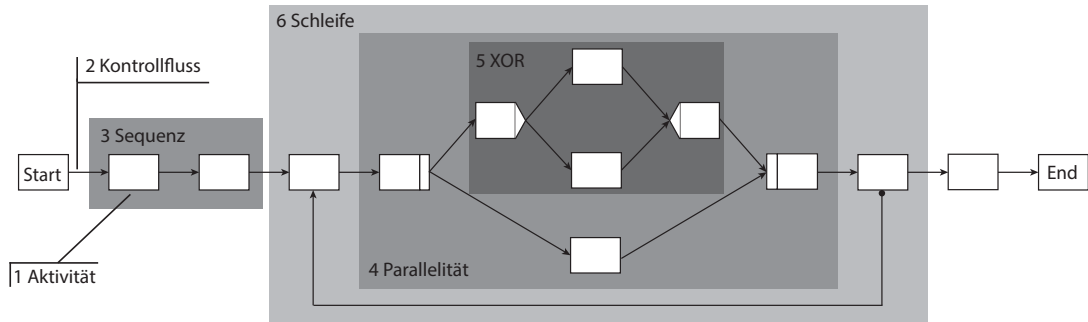 6 Schleife
5 XOR
2 Kontrollfluss
3 Sequenz
Start
End
1 Aktivität
4 Parallelität